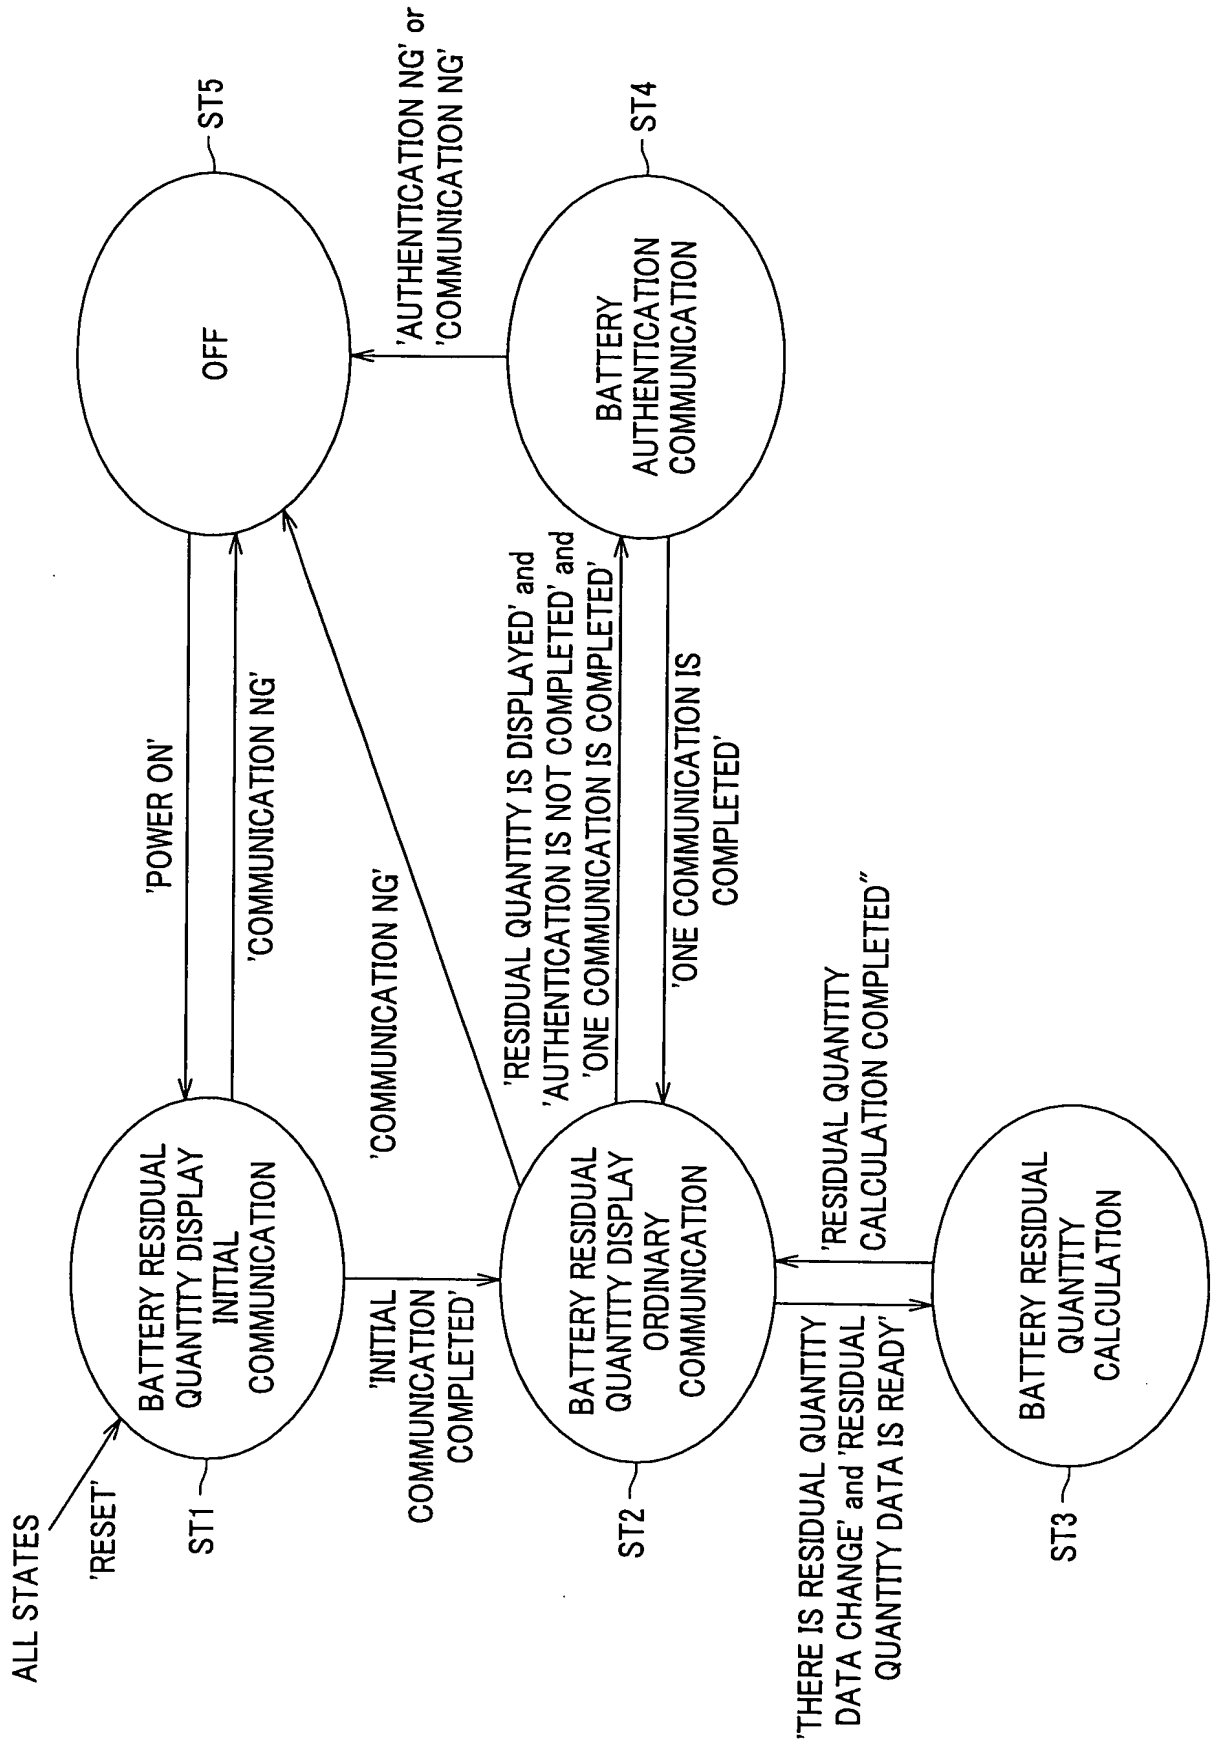 ALL STATES
'RESET'
ST1
BATTERY RESIDUAL
QUANTITY DISPLAY
INITIAL
COMMUNICATION
'POWER ON'
'COMMUNICATION NG'
OFF
ST5
'INITIAL
COMMUNICATION
COMPLETED'
'COMMUNICATION NG'
'AUTHENTICATION NG' or
'COMMUNICATION NG'
ST2
BATTERY RESIDUAL
QUANTITY DISPLAY
ORDINARY
COMMUNICATION
'RESIDUAL QUANTITY IS DISPLAYED' and
'AUTHENTICATION IS NOT COMPLETED' and
'ONE COMMUNICATION IS COMPLETED'
'ONE COMMUNICATION IS
COMPLETED'
BATTERY
AUTHENTICATION
COMMUNICATION
ST4
'THERE IS RESIDUAL QUANTITY
DATA CHANGE' and 'RESIDUAL
QUANTITY DATA IS READY'
'RESIDUAL QUANTITY
CALCULATION COMPLETED"
ST3
BATTERY RESIDUAL
QUANTITY
CALCULATION